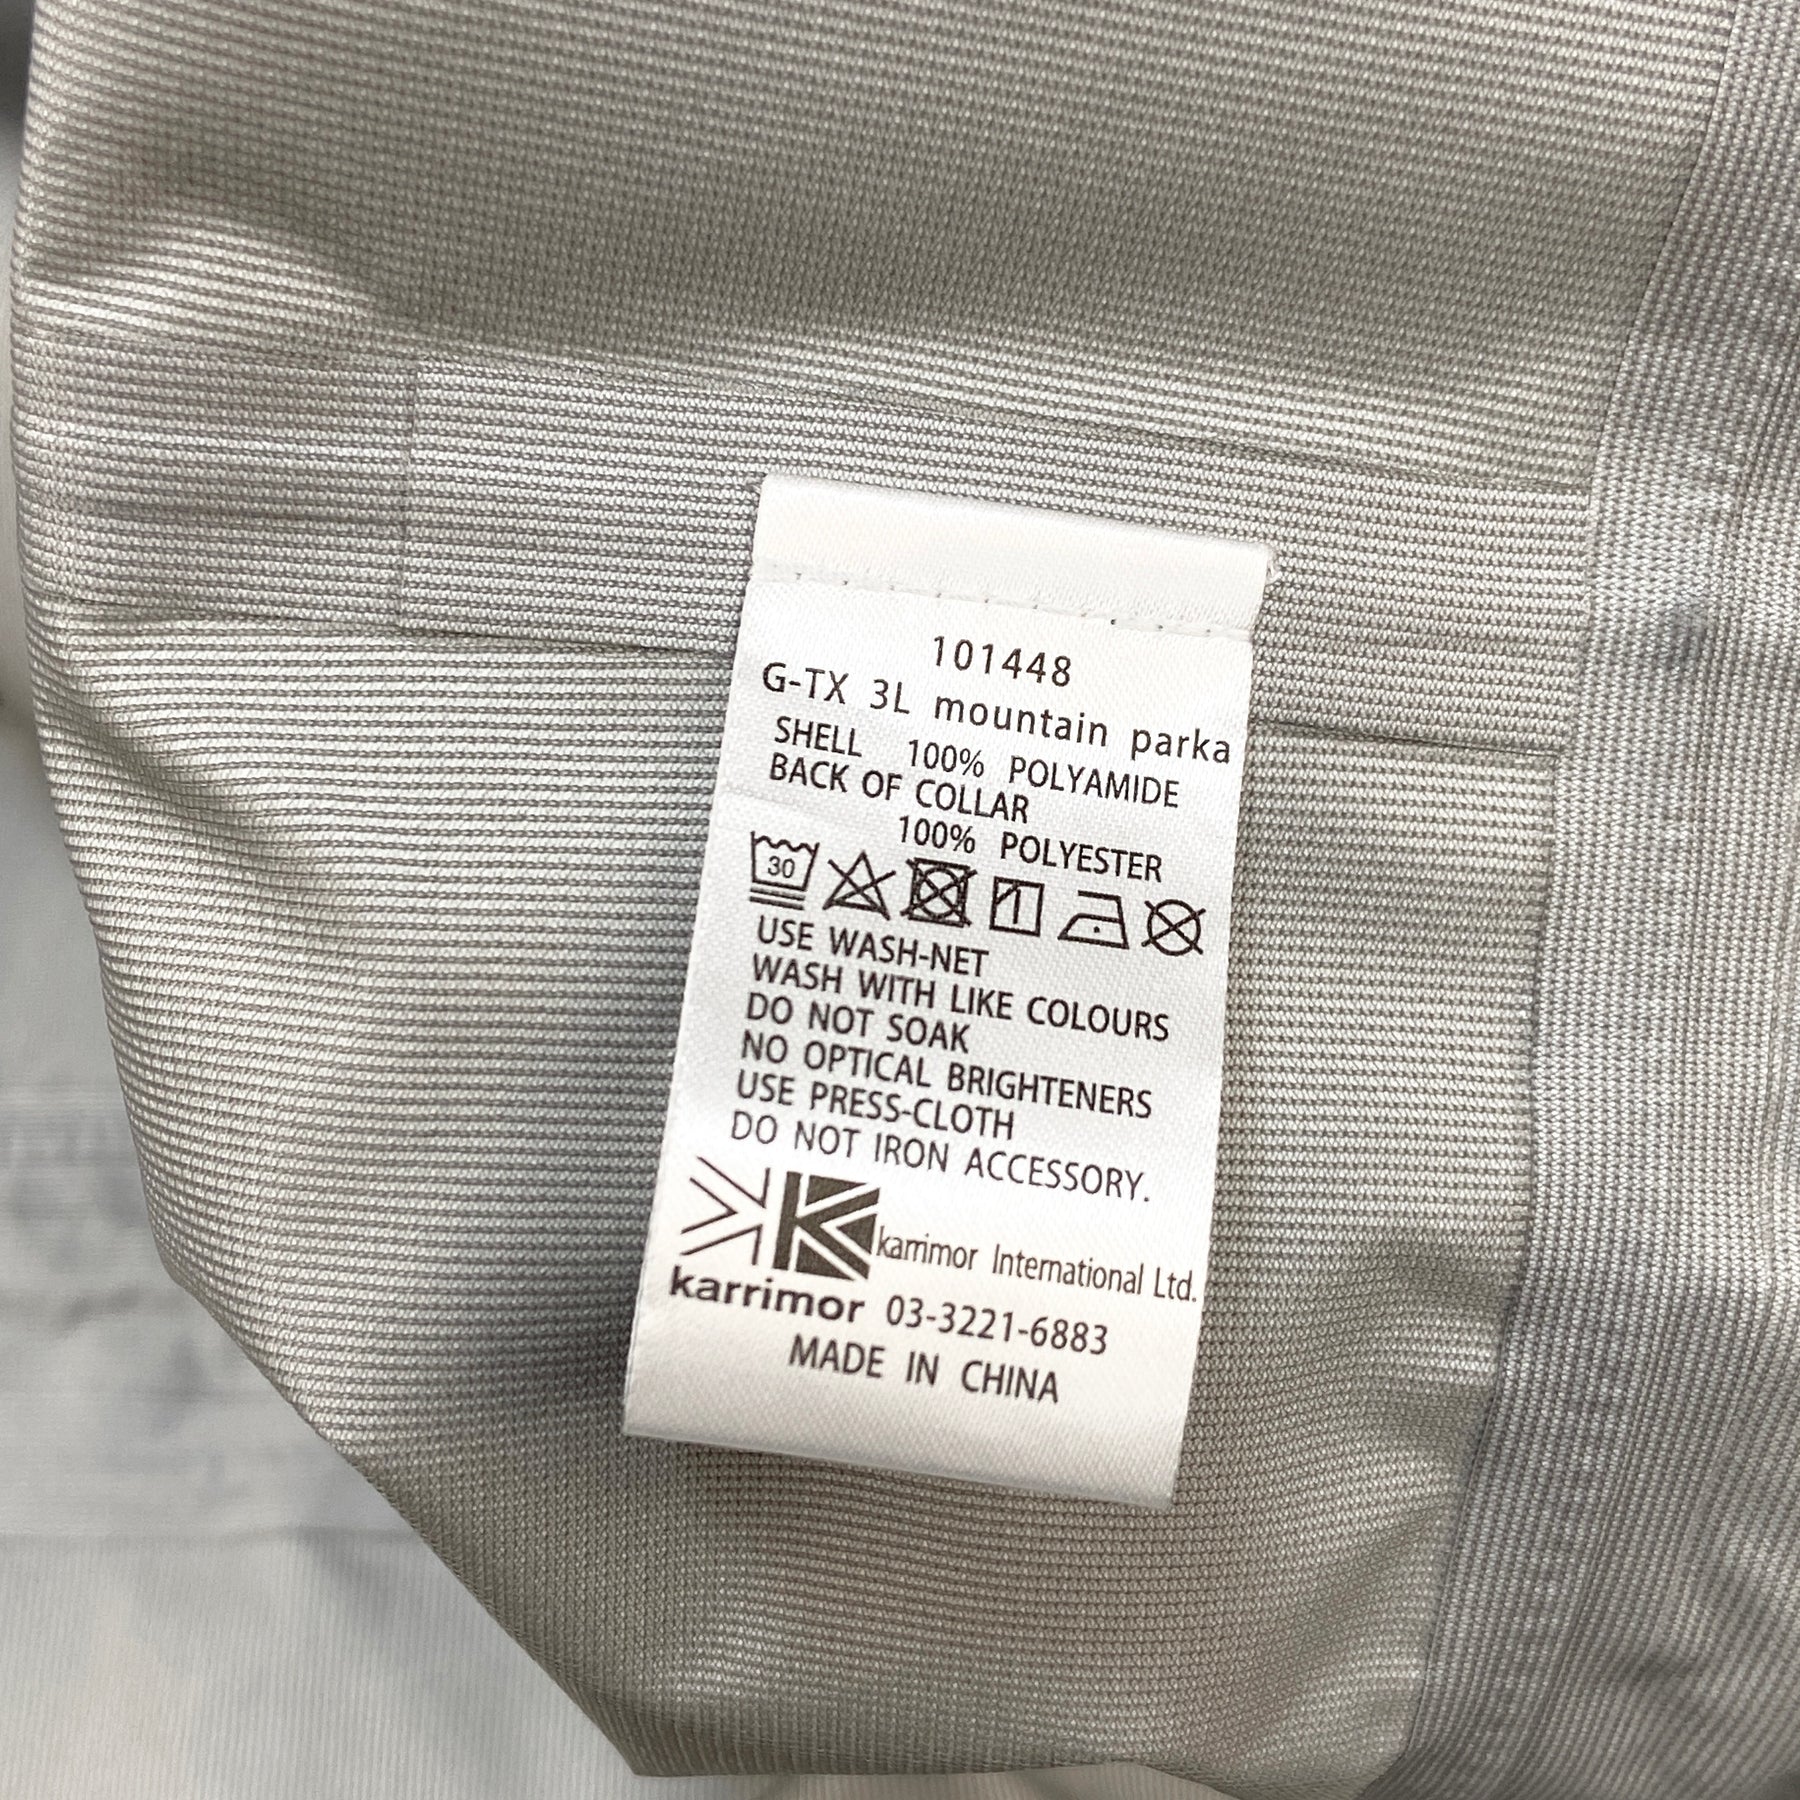 101448
G-TX 3L mountain parka
SHELL 100% POLYAMIDE
BACK OF COLLAR
100% POLYESTER
30
USE WASH-NET
WASH WITH LIKE COLOURS
DO NOT SOAK
NO OPTICAL BRIGHTENERS
USE PRESS-CLOTH
DO NOT IRON ACCESSORY.
karrimor International Ltd.
karrimor 03-3221-6883
MADE IN CHINA